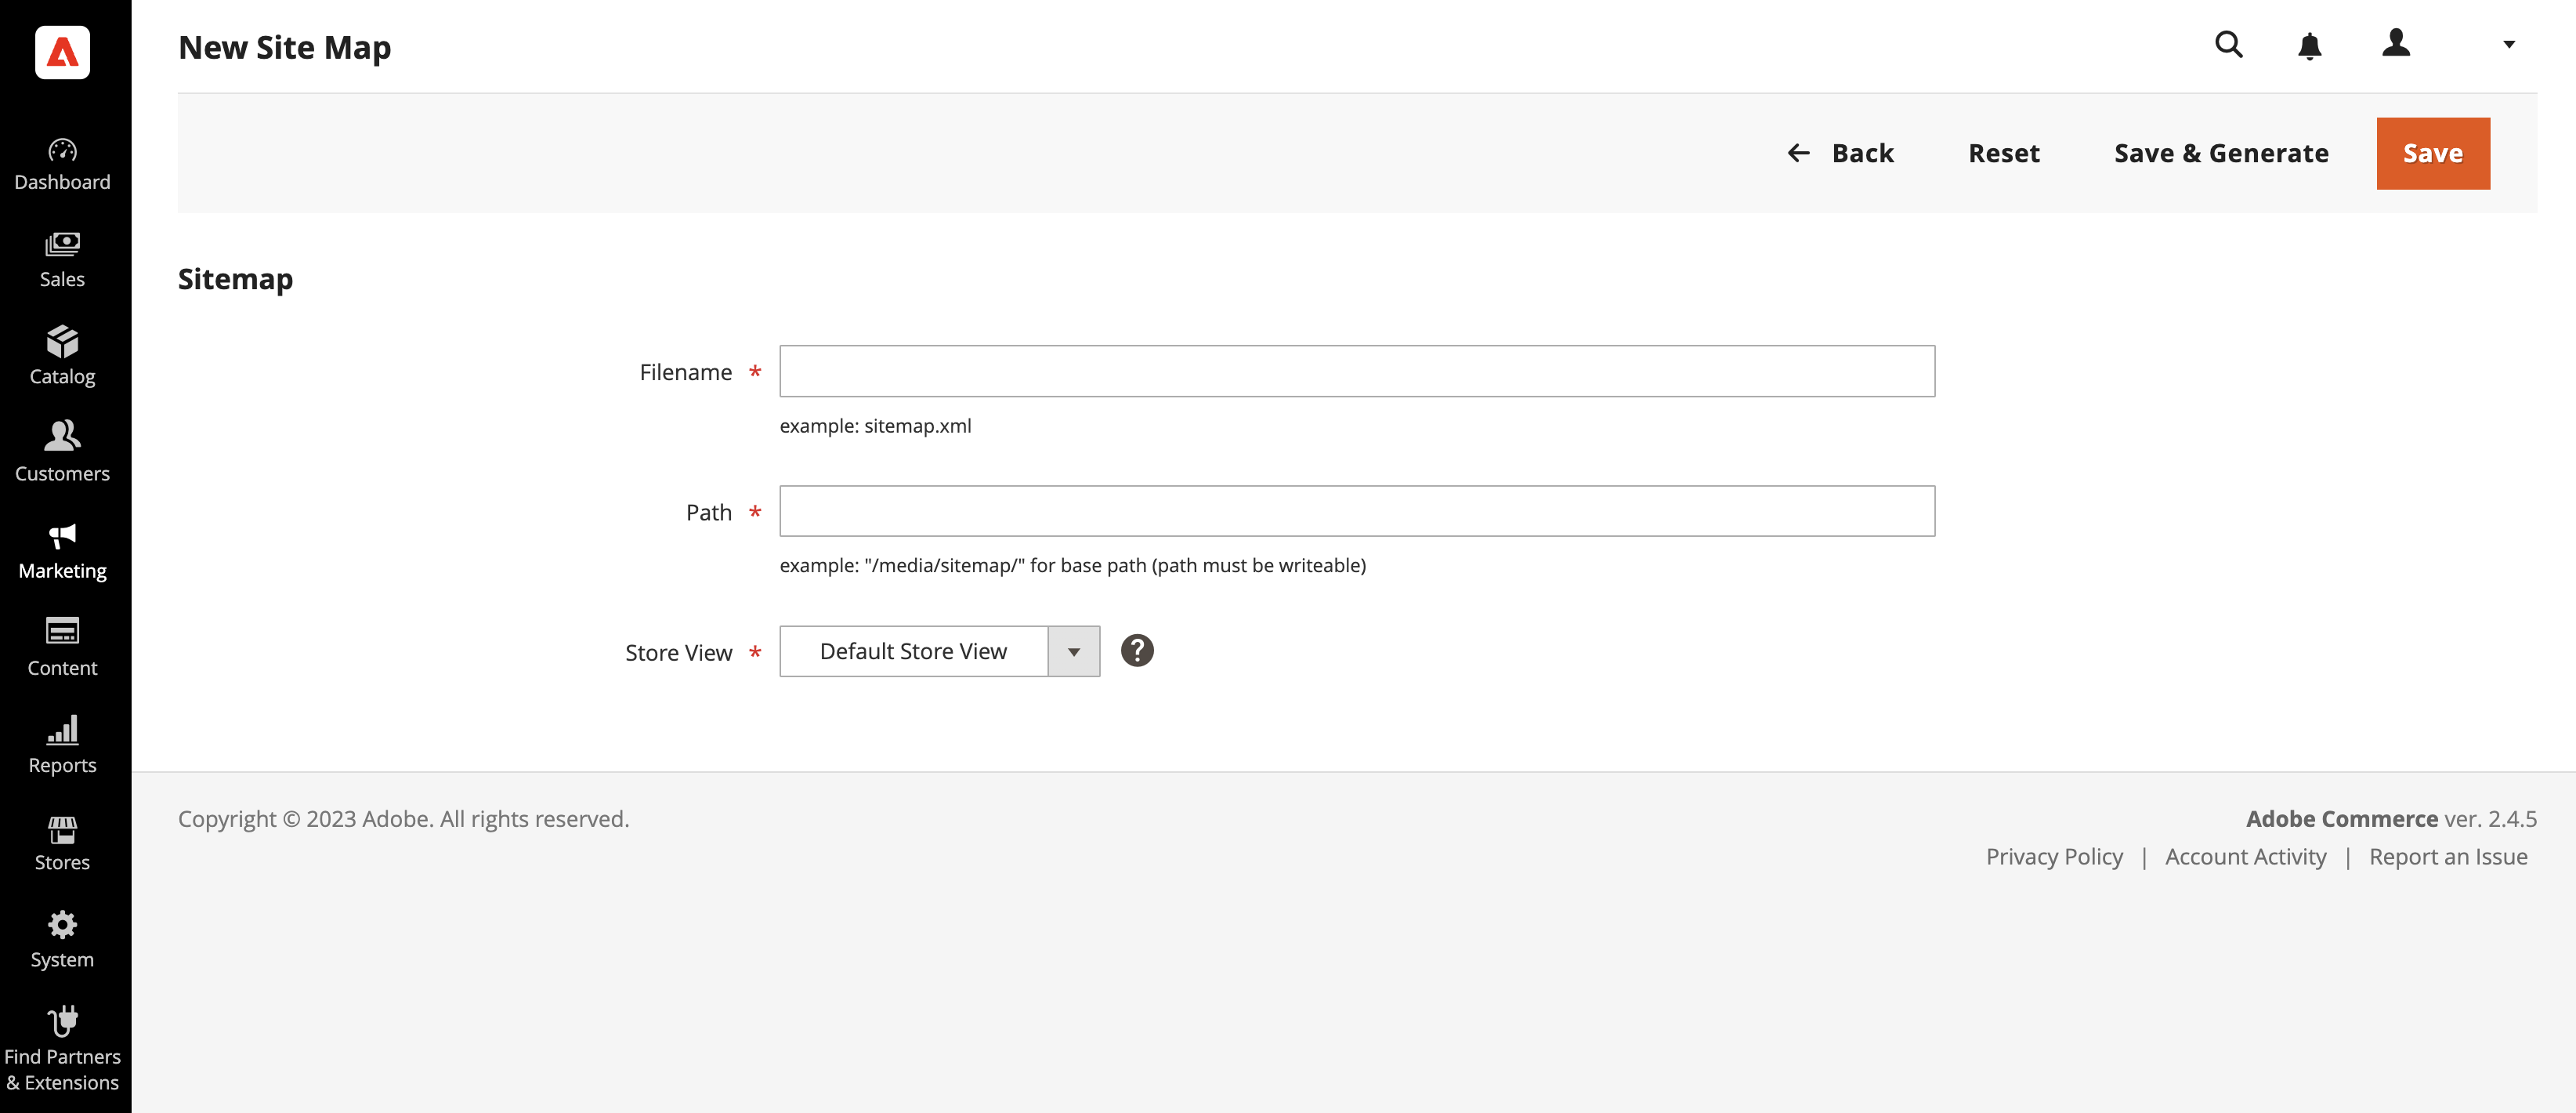 New Site Map
Back
Reset
Save & Generate
Save
Dashboard
Sales
Catalog
Customers
Marketing
Content
Reports
Stores
System
Find Partners
& Extensions
Sitemap
Filename *
example: sitemap.xml
Path *
example: "/media/sitemap/" for base path (path must be writeable)
Store View * Default Store View ?
Copyright © 2023 Adobe. All rights reserved.
Adobe Commerce ver. 2.4.5
Privacy Policy | Account Activity | Report an Issue